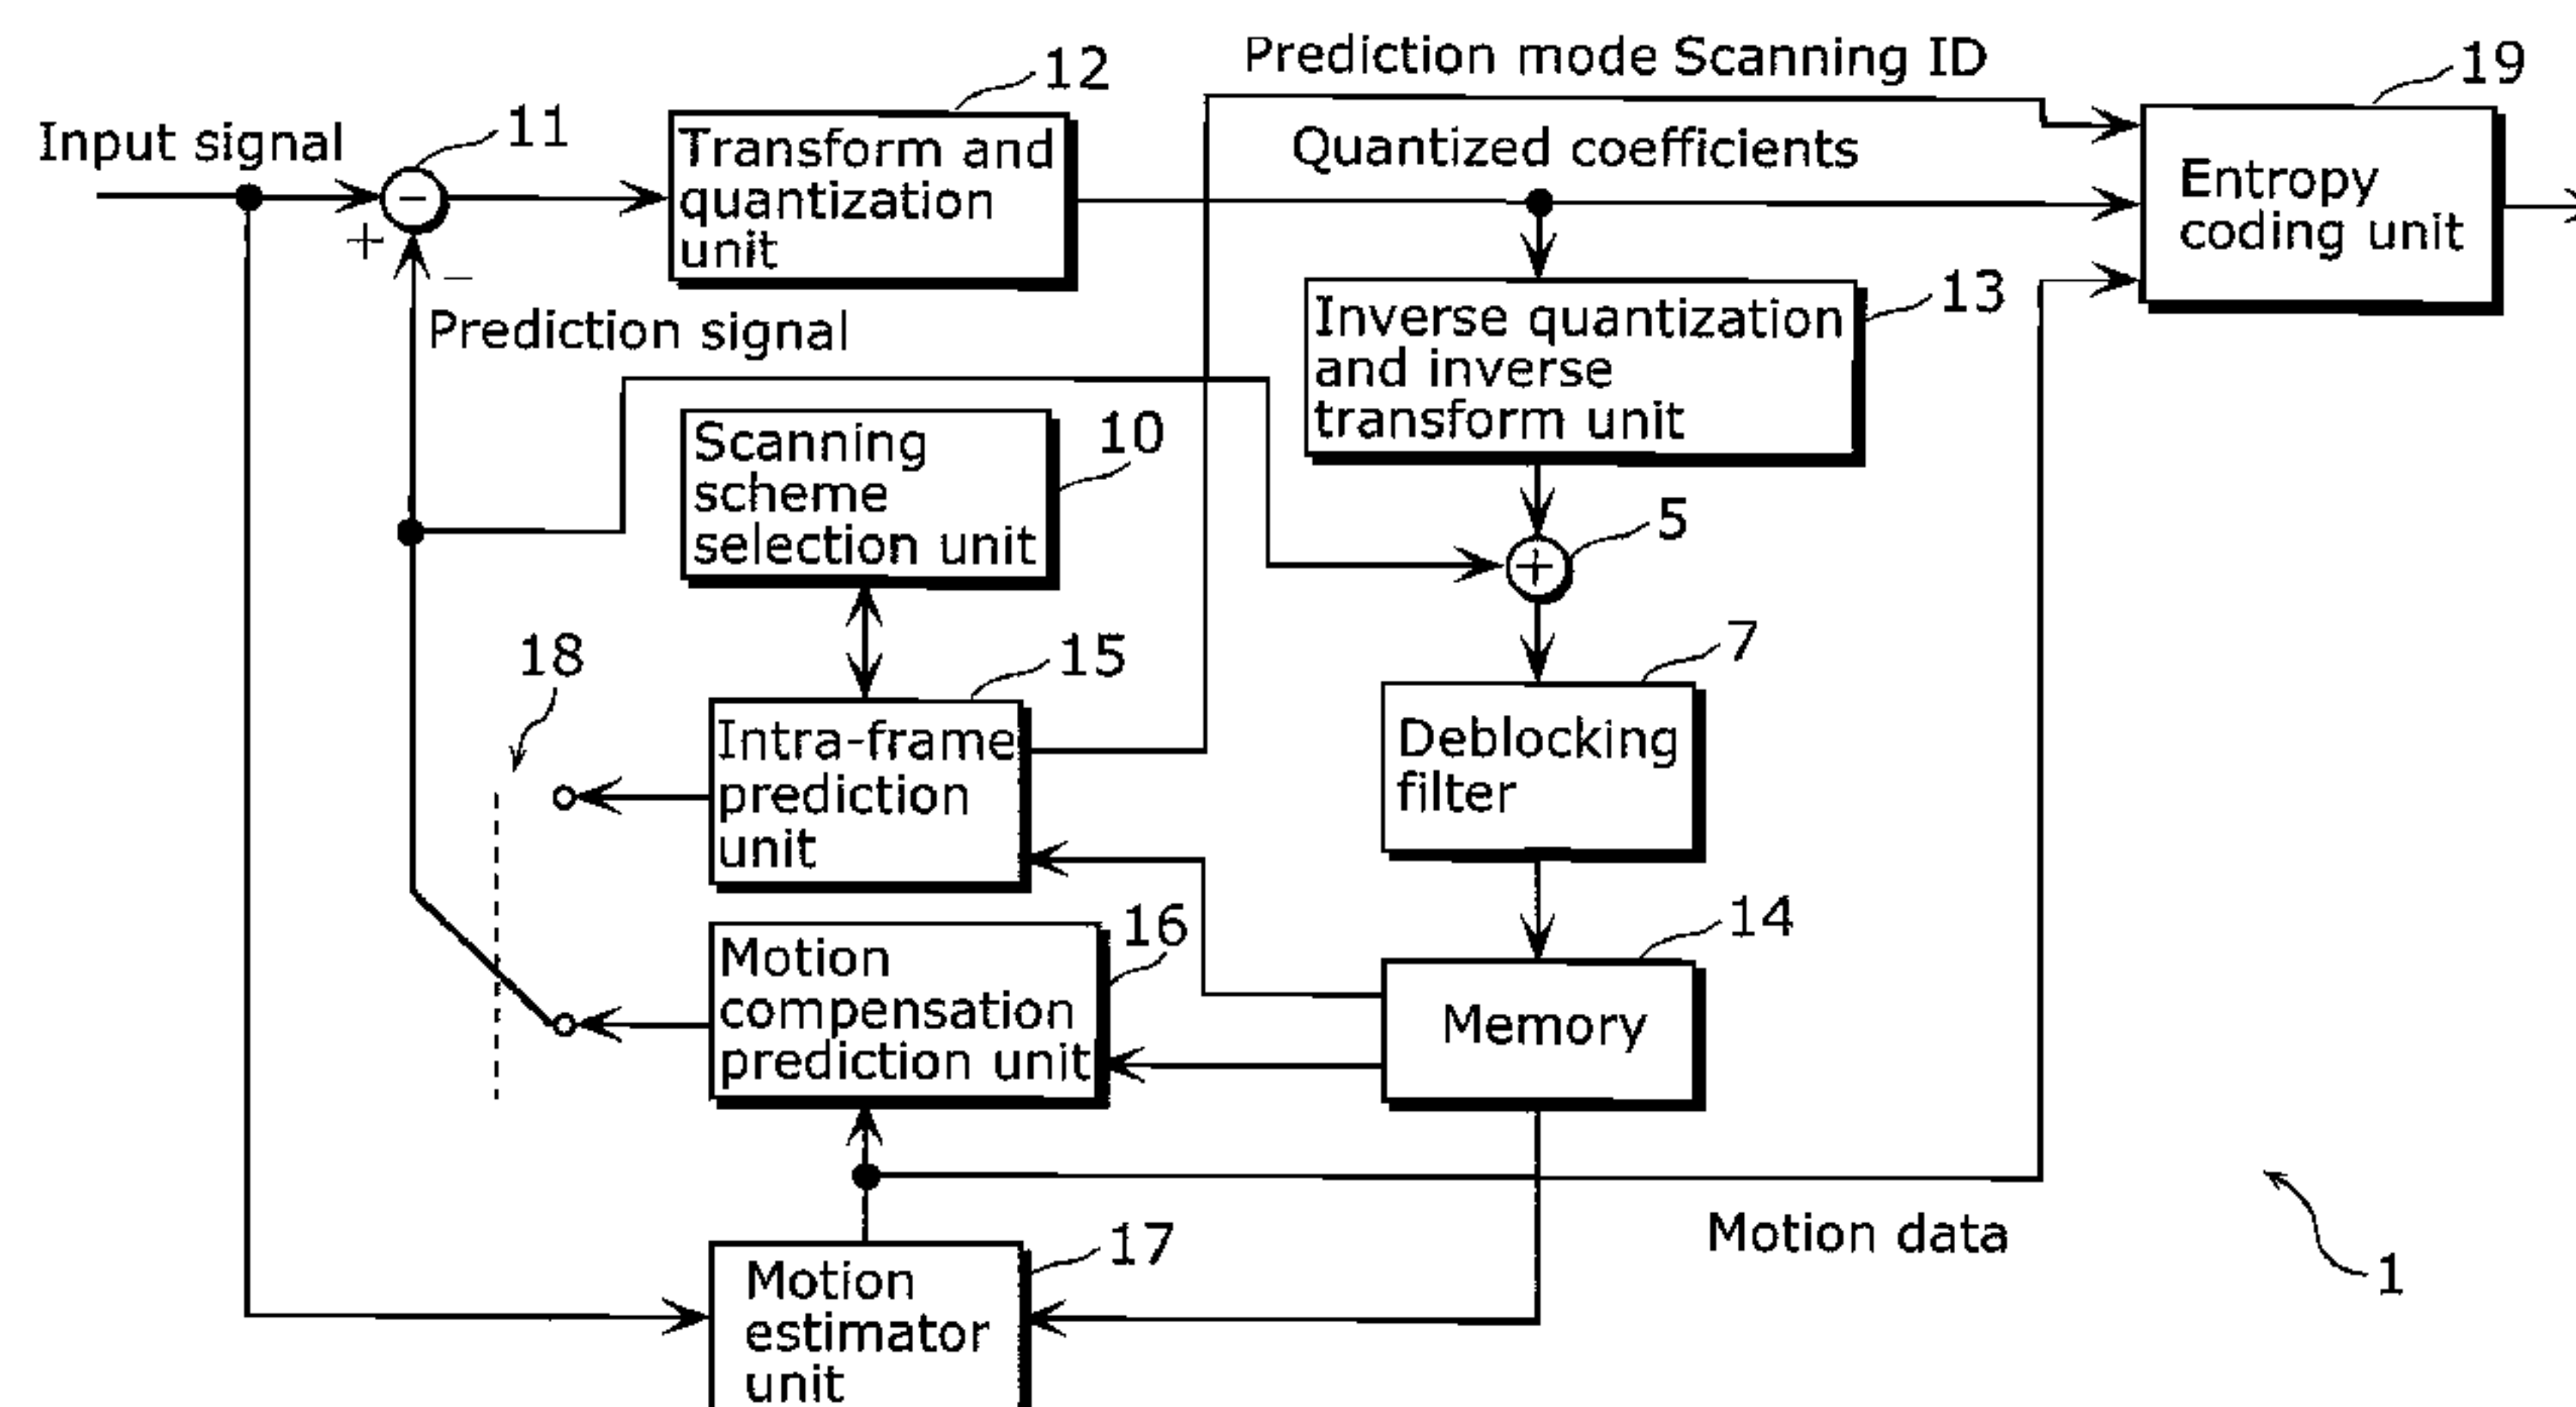 Prediction mode Scanning ID
12
19
11
Input signal
Transform and
quantization
unit
Quantized coefficients
Entropy
coding unit
-
+
-
Prediction signal
13
Inverse quantization
and inverse
transform unit
Scanning
scheme
selection unit
10
5
+
18
15
7
Intra-frame
prediction
unit
Deblocking
filter
16
14
Motion
compensation
prediction unit
Memory
17
Motion data
1
Motion
estimator
unit